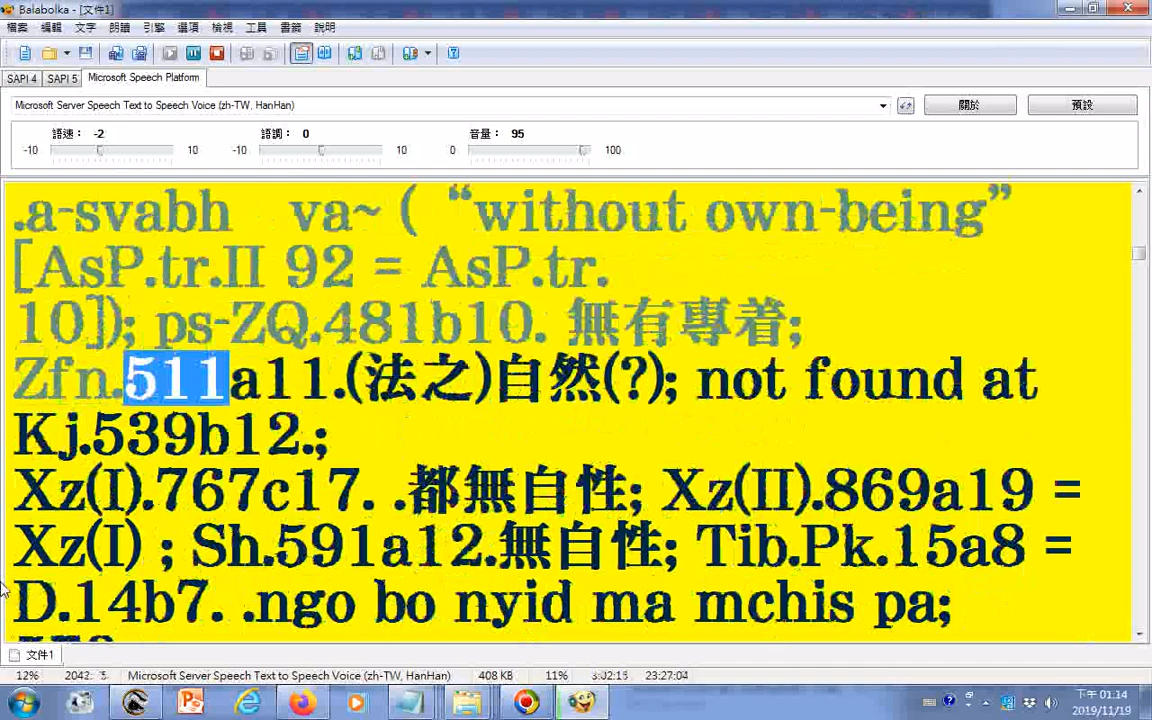 Balabolka - [文件1]
檔案 編輯 文字 朗讀 引擎 選項 檢視 工具 書籤 說明
SAPI 4 SAPI 5 Microsoft Speech Platform
Microsoft Server Speech Text to Speech Voice (zh-TW, HanHan)
關於 預設
語速： -2 語調： 0 音量： 95
-10 10 -10 10 0 100
.a-svabh va~ ( “without own-being”
[AsP.tr.II 92 = AsP.tr.
10]); ps-ZQ.481b10. 無有專着;
Zfn.511a11.(法之)自然(?); not found at
Kj.539b12.;
Xz(I).767c17. .都無自性; Xz(II).869a19 =
Xz(I) ; Sh.591a12.無自性; Tib.Pk.15a8 =
D.14b7. .ngo bo nyid ma mchis pa;
文件1
12% Microsoft Server Speech Text to Speech Voice (zh-TW, HanHan) 408 KB 11% 23:27:04
下午 01:14
2019/11/19